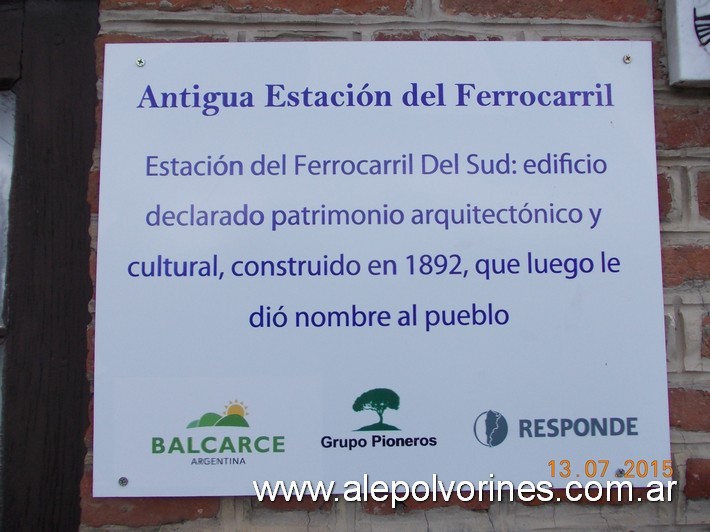 Antigua Estación del Ferrocarril
Estación del Ferrocarril Del Sud: edificio
declarado patrimonio arquitectónico y
cultural, construido en 1892, que luego le
dió nombre al pueblo
BALCARCE
ARGENTINA
Grupo Pioneros
RESPONDE
13.07.2015
www.alepolvorines.com.ar